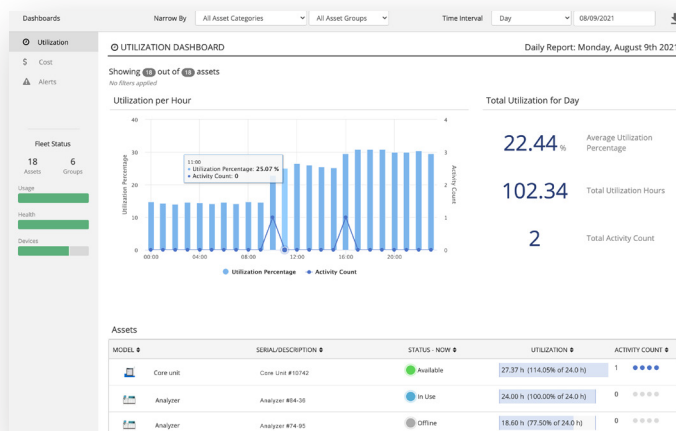 Dashboards
Narrow By
All Asset Categories
All Asset Groups
Time Interval
Day
08/09/2021
Utilization
$ Cost
Alerts
UTILIZATION DASHBOARD
Daily Report: Monday, August 9th 2021
Showing 18 out of 18 assets
No filters applied
Utilization per Hour
Total Utilization for Day
Fleet Status
18 6
Assets Groups
Usage
Health
Devices
Utilization Percentage
40
30
20
10
0
11:00
Utilization Percentage: 25.07 %
Activity Count: 0
4
3
2
1
0
Activity Count
00:00 04:00 08:00 12:00 16:00 20:00
Utilization Percentage Activity Count
22.44 % Average Utilization Percentage
102.34 Total Utilization Hours
2 Total Activity Count
Assets
MODEL SERIAL/DESCRIPTION STATUS - NOW UTILIZATION ACTIVITY COUNT
Core unit Core Unit #10742 Available 27.37 h (114.05% of 24.0 h) 1
Analyzer Analyzer #84-36 In Use 24.00 h (100.00% of 24.0 h) 0
Analyzer Analyzer #74-95 Offline 18.60 h (77.50% of 24.0 h) 0